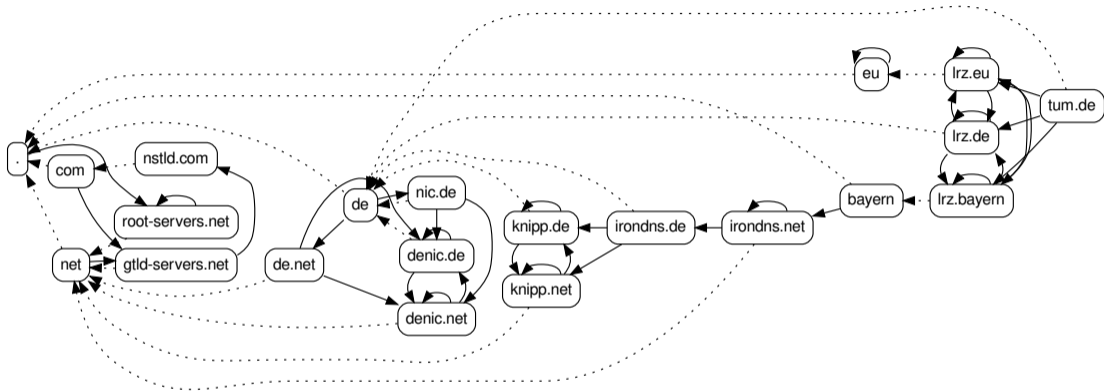 .
com
nstld.com
root-servers.net
net
gtld-servers.net
de.net
de
nic.de
denic.de
denic.net
knipp.de
knipp.net
irondns.de
irondns.net
bayern
eu
lrz.eu
lrz.de
lrz.bayern
tum.de